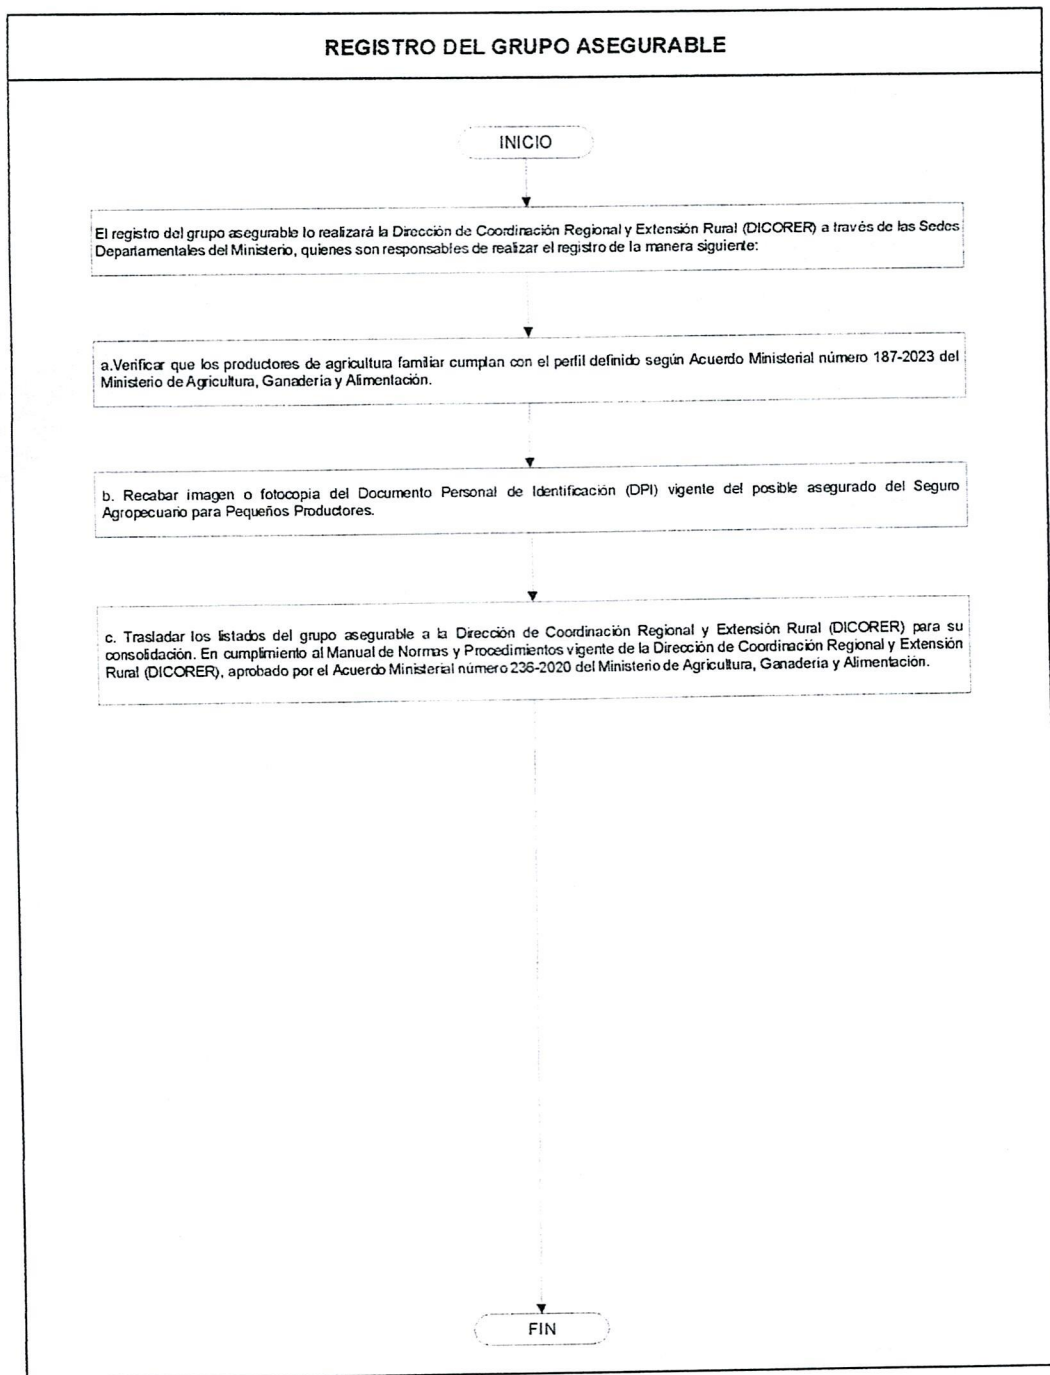 REGISTRO DEL GRUPO ASEGURABLE
INICIO
El registro del grupo asegurable lo realizará la Dirección de Coordinación Regional y Extensión Rural (DICORER) a través de las Sedes
Departamentales del Ministerio, quienes son responsables de realizar el registro de la manera siguiente:
a.Verificar que los productores de agricultura familiar cumplan con el perfil definido según Acuerdo Ministerial número 187-2023 del
Ministerio de Agricultura, Ganadería y Alimentación.
b. Recabar imagen o fotocopia del Documento Personal de Identificación (DPI) vigente del posible asegurado del Seguro
Agropecuario para Pequeños Productores.
c. Trasladar los listados del grupo asegurable a la Dirección de Coordinación Regional y Extensión Rural (DICORER) para su
consolidación. En cumplimiento al Manual de Normas y Procedimientos vigente de la Dirección de Coordinación Regional y Extensión
Rural (DICORER), aprobado por el Acuerdo Ministerial número 236-2020 del Ministerio de Agricultura, Ganadería y Alimentación.
FIN